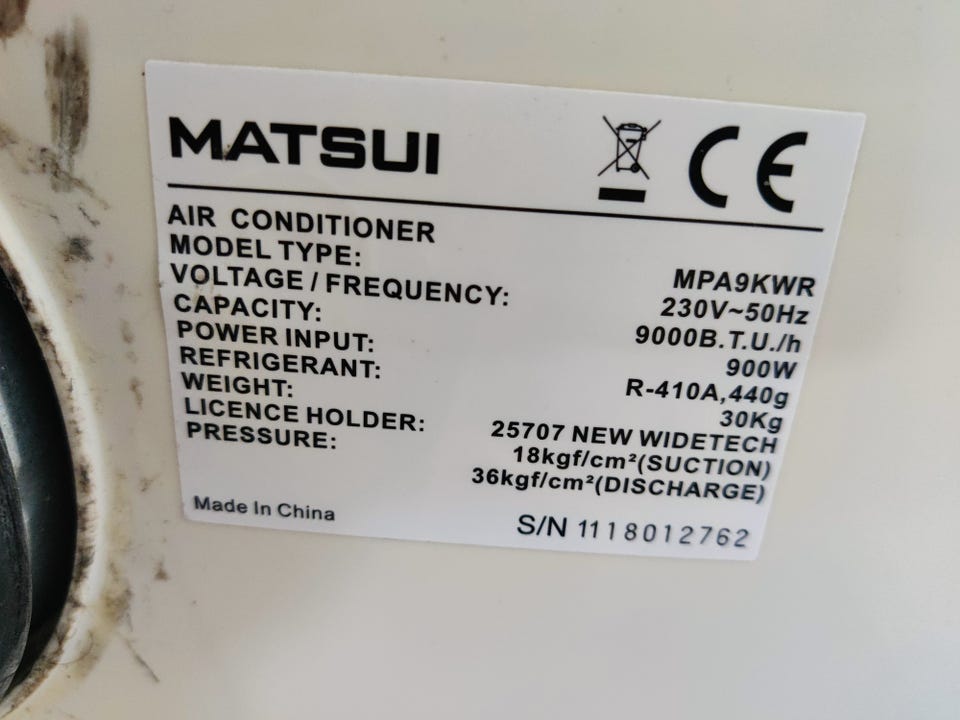 MATSUI
CE
AIR CONDITIONER
MODEL TYPE: MPA9KWR
VOLTAGE / FREQUENCY: 230V~50Hz
CAPACITY: 9000B.T.U./h
POWER INPUT: 900W
REFRIGERANT: R-410A,440g
WEIGHT: 30Kg
LICENCE HOLDER: 25707 NEW WIDETECH
PRESSURE: 18kgf/cm²(SUCTION)
36kgf/cm²(DISCHARGE)
Made In China
S/N 1118012762